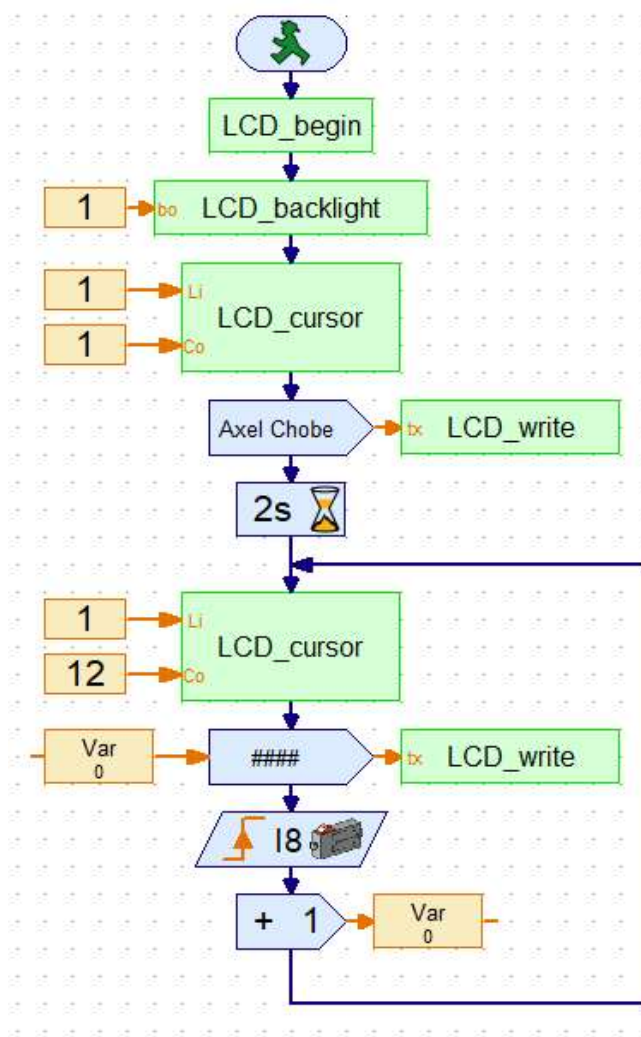 LCD_begin
1 bo LCD_backlight
1 Li
LCD_cursor
1 Co
Axel Chobe tx LCD_write
2s
1 Li
LCD_cursor
12 Co
Var
0
#### tx LCD_write
I8
+ 1 Var
0